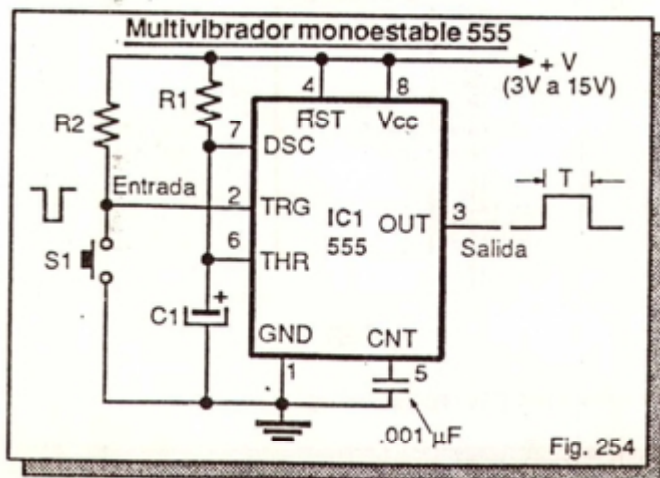 Multivibrador monoestable 555
+ V
(3V a 15V)
R1
R2
4
8
RST
Vcc
7
DSC
Entrada
2
TRG
IC1
555
OUT
3
Salida
T
S1
6
THR
C1
+
GND
CNT
1
5
.001 µF
Fig. 254